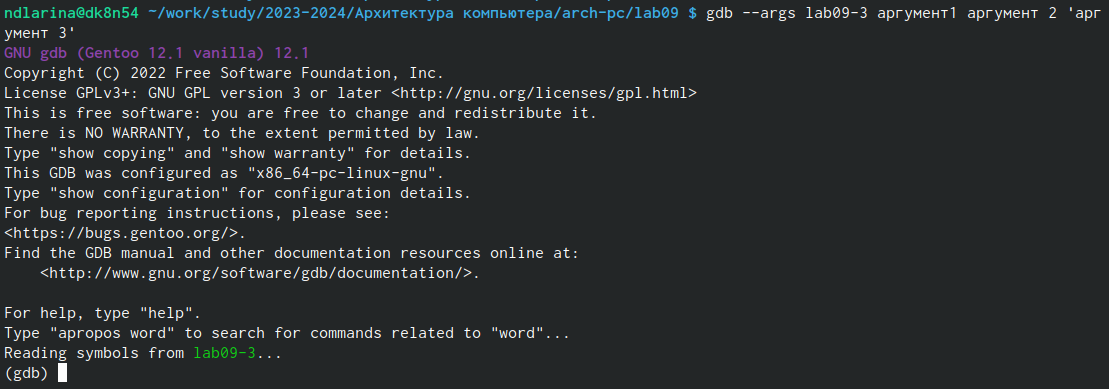 ndlarina@dk8n54 ~/work/study/2023-2024/Архитектура компьютера/arch-pc/lab09 $ gdb --args lab09-3 аргумент1 аргумент 2 'арг
умент 3'
GNU gdb (Gentoo 12.1 vanilla) 12.1
Copyright (C) 2022 Free Software Foundation, Inc.
License GPLv3+: GNU GPL version 3 or later <http://gnu.org/licenses/gpl.html>
This is free software: you are free to change and redistribute it.
There is NO WARRANTY, to the extent permitted by law.
Type "show copying" and "show warranty" for details.
This GDB was configured as "x86_64-pc-linux-gnu".
Type "show configuration" for configuration details.
For bug reporting instructions, please see:
<https://bugs.gentoo.org/>.
Find the GDB manual and other documentation resources online at:
    <http://www.gnu.org/software/gdb/documentation/>.

For help, type "help".
Type "apropos word" to search for commands related to "word"...
Reading symbols from lab09-3...
(gdb)